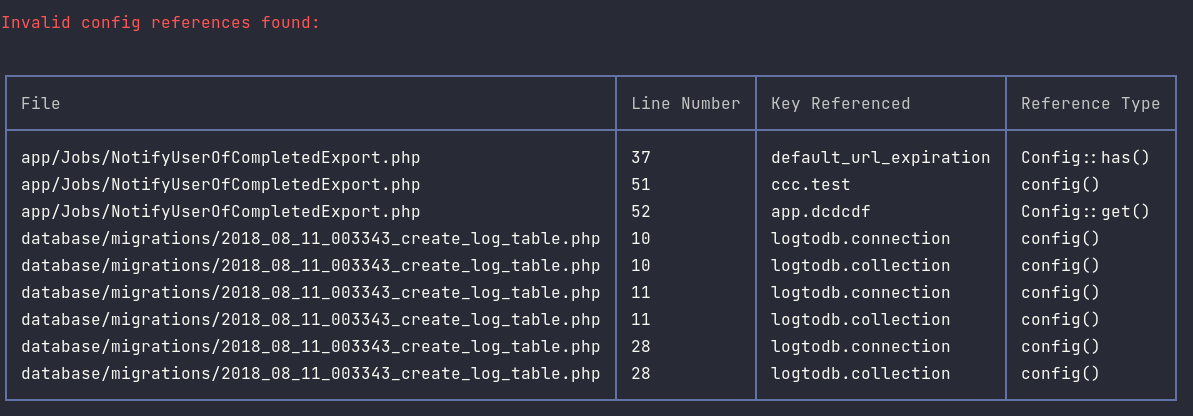 Invalid config references found:
File Line Number Key Referenced Reference Type
app/Jobs/NotifyUserOfCompletedExport.php 37 default_url_expiration Config::has()
app/Jobs/NotifyUserOfCompletedExport.php 51 ccc.test config()
app/Jobs/NotifyUserOfCompletedExport.php 52 app.dcdcdf Config::get()
database/migrations/2018_08_11_003343_create_log_table.php 10 logtodb.connection config()
database/migrations/2018_08_11_003343_create_log_table.php 10 logtodb.collection config()
database/migrations/2018_08_11_003343_create_log_table.php 11 logtodb.connection config()
database/migrations/2018_08_11_003343_create_log_table.php 11 logtodb.collection config()
database/migrations/2018_08_11_003343_create_log_table.php 28 logtodb.connection config()
database/migrations/2018_08_11_003343_create_log_table.php 28 logtodb.collection config()